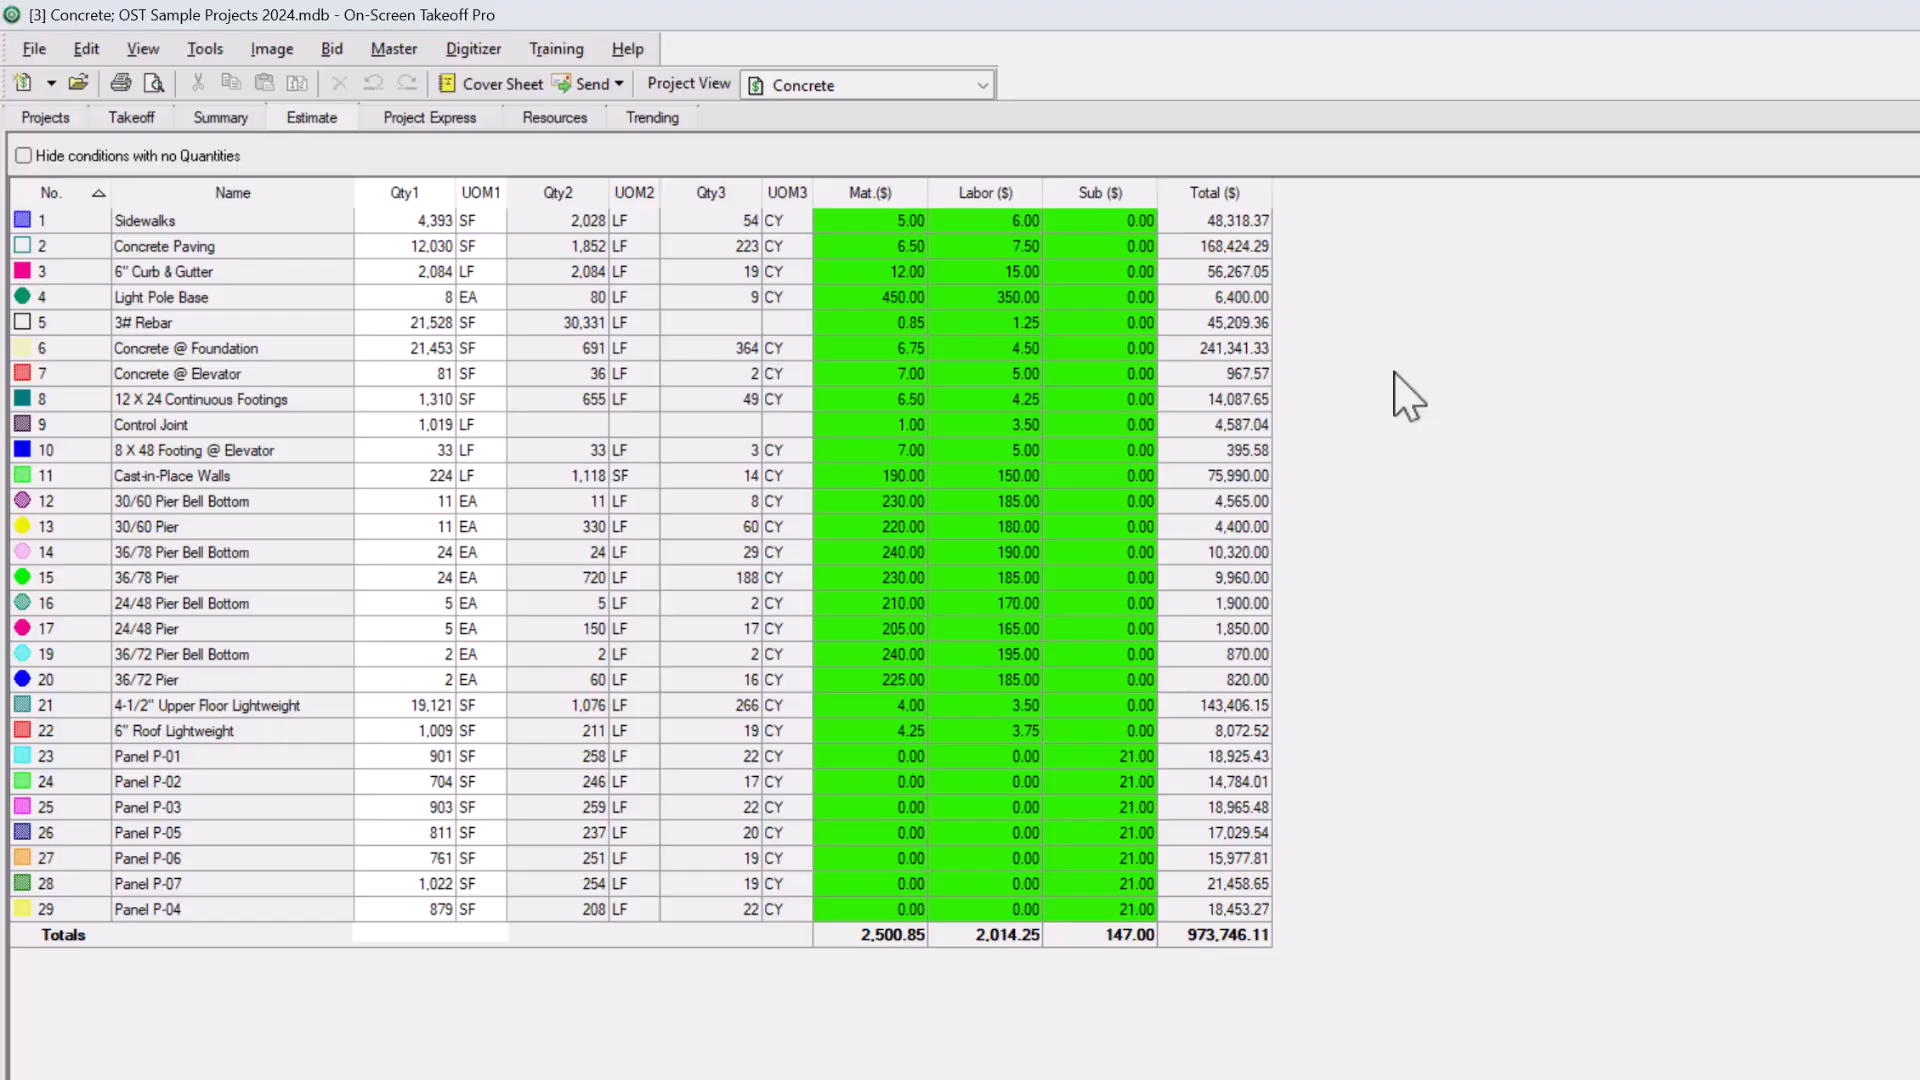 [3] Concrete; OST Sample Projects 2024.mdb - On-Screen Takeoff Pro
File Edit View Tools Image Bid Master Digitizer Training Help
Cover Sheet Send Project View Concrete
Projects Takeoff Summary Estimate Project Express Resources Trending
Hide conditions with no Quantities
No. Name Qty1 UOM1 Qty2 UOM2 Qty3 UOM3 Mat.($) Labor ($) Sub ($) Total ($)
1 Sidewalks 4,393 SF 2,028 LF 54 CY 5.00 6.00 0.00 48,318.37
2 Concrete Paving 12,030 SF 1,852 LF 223 CY 6.50 7.50 0.00 168,424.29
3 6" Curb & Gutter 2,084 LF 2,084 LF 19 CY 12.00 15.00 0.00 56,267.05
4 Light Pole Base 8 EA 80 LF 9 CY 450.00 350.00 0.00 6,400.00
5 3# Rebar 21,528 SF 30,331 LF 0.85 1.25 0.00 45,209.36
6 Concrete @ Foundation 21,453 SF 691 LF 364 CY 6.75 4.50 0.00 241,341.33
7 Concrete @ Elevator 81 SF 36 LF 2 CY 7.00 5.00 0.00 967.57
8 12 X 24 Continuous Footings 1,310 SF 655 LF 49 CY 6.50 4.25 0.00 14,087.65
9 Control Joint 1,019 LF 1.00 3.50 0.00 4,587.04
10 8 X 48 Footing @ Elevator 33 LF 33 LF 3 CY 7.00 5.00 0.00 395.58
11 Cast-in-Place Walls 224 LF 1,118 SF 14 CY 190.00 150.00 0.00 75,990.00
12 30/60 Pier Bell Bottom 11 EA 11 LF 8 CY 230.00 185.00 0.00 4,565.00
13 30/60 Pier 11 EA 330 LF 60 CY 220.00 180.00 0.00 4,400.00
14 36/78 Pier Bell Bottom 24 EA 24 LF 29 CY 240.00 190.00 0.00 10,320.00
15 36/78 Pier 24 EA 720 LF 188 CY 230.00 185.00 0.00 9,960.00
16 24/48 Pier Bell Bottom 5 EA 5 LF 2 CY 210.00 170.00 0.00 1,900.00
17 24/48 Pier 5 EA 150 LF 17 CY 205.00 165.00 0.00 1,850.00
19 36/72 Pier Bell Bottom 2 EA 2 LF 2 CY 240.00 195.00 0.00 870.00
20 36/72 Pier 2 EA 60 LF 16 CY 225.00 185.00 0.00 820.00
21 4-1/2" Upper Floor Lightweight 19,121 SF 1,076 LF 266 CY 4.00 3.50 0.00 143,406.15
22 6" Roof Lightweight 1,009 SF 211 LF 19 CY 4.25 3.75 0.00 8,072.52
23 Panel P-01 901 SF 258 LF 22 CY 0.00 0.00 21.00 18,925.43
24 Panel P-02 704 SF 246 LF 17 CY 0.00 0.00 21.00 14,784.01
25 Panel P-03 903 SF 259 LF 22 CY 0.00 0.00 21.00 18,965.48
26 Panel P-05 811 SF 237 LF 20 CY 0.00 0.00 21.00 17,029.54
27 Panel P-06 761 SF 251 LF 19 CY 0.00 0.00 21.00 15,977.81
28 Panel P-07 1,022 SF 254 LF 19 CY 0.00 0.00 21.00 21,458.65
29 Panel P-04 879 SF 208 LF 22 CY 0.00 0.00 21.00 18,453.27
Totals 2,500.85 2,014.25 147.00 973,746.11